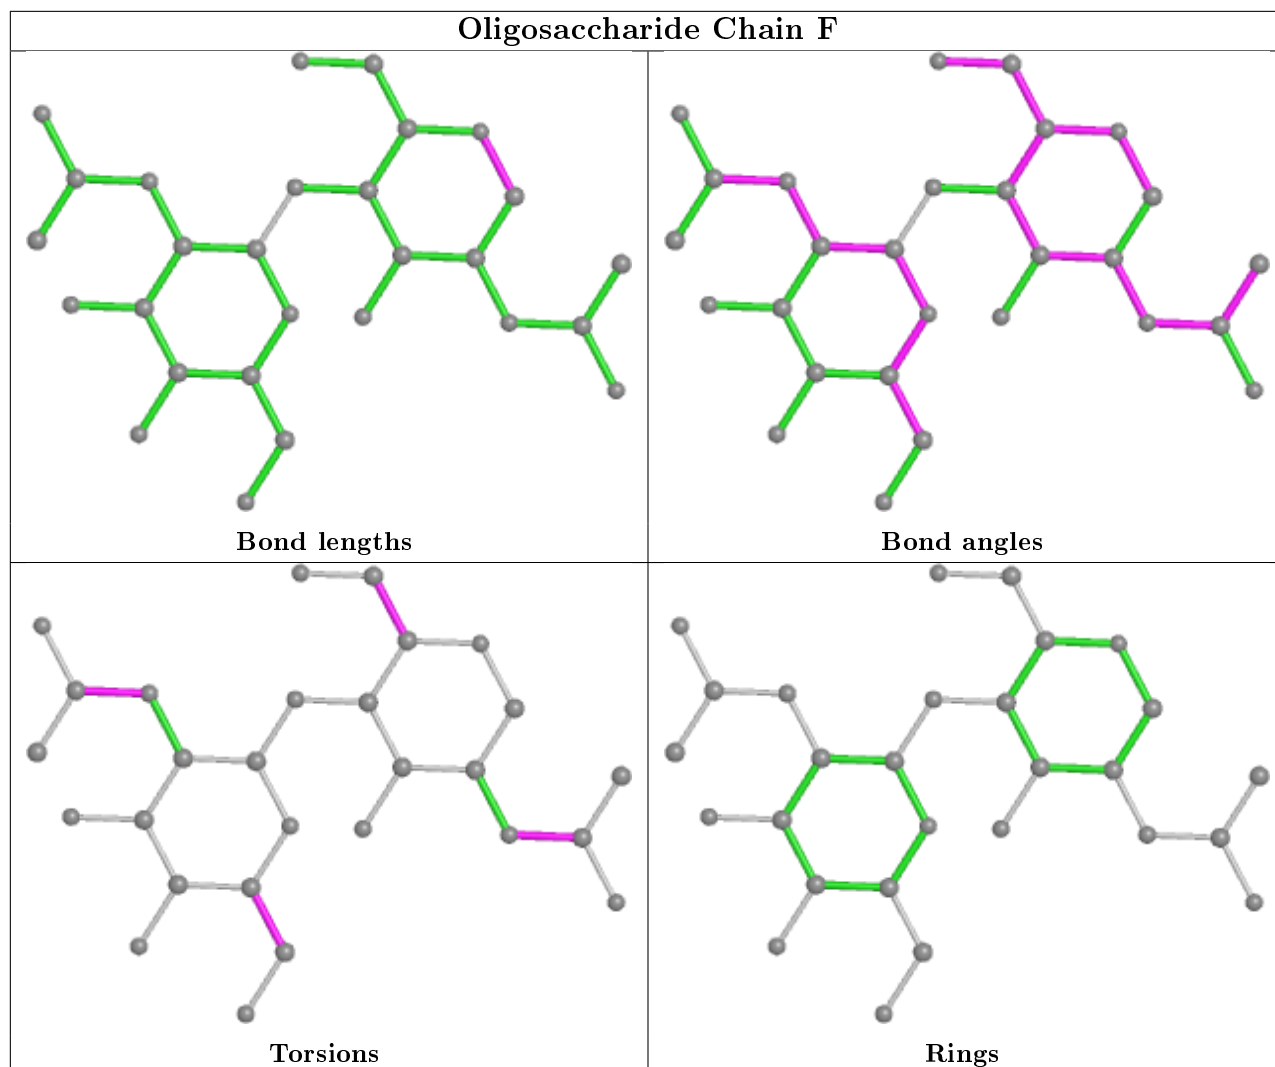 Oligosaccharide Chain F
Bond lengths
Bond angles
Torsions
Rings